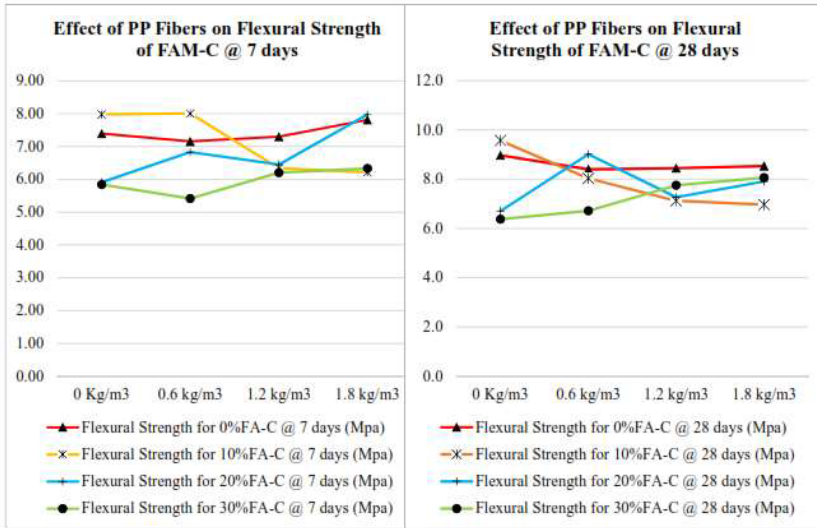 Effect of PP Fibers on Flexural Strength
of FAM-C @ 7 days
9.00
8.00
7.00
6.00
5.00
4.00
3.00
2.00
1.00
0.00
0 Kg/m3 0.6 kg/m3 1.2 kg/m3 1.8 kg/m3
Flexural Strength for 0%FA-C @ 7 days (Mpa)
Flexural Strength for 10%FA-C @ 7 days (Mpa)
Flexural Strength for 20%FA-C @ 7 days (Mpa)
Flexural Strength for 30%FA-C @ 7 days (Mpa)
Effect of PP Fibers on Flexural
Strength of FAM-C @ 28 days
12.0
10.0
8.0
6.0
4.0
2.0
0.0
0 Kg/m3 0.6 kg/m3 1.2 kg/m3 1.8 kg/m3
Flexural Strength for 0%FA-C @ 28 days (Mpa)
Flexural Strength for 10%FA-C @ 28 days (Mpa)
Flexural Strength for 20%FA-C @ 28 days (Mpa)
Flexural Strength for 30%FA-C @ 28 days (Mpa)